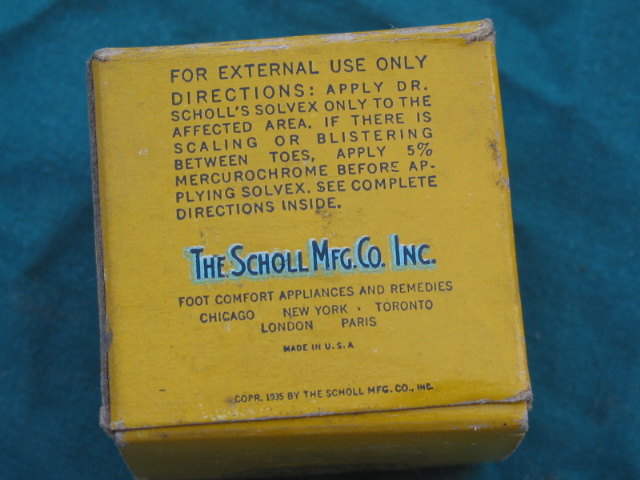 FOR EXTERNAL USE ONLY
DIRECTIONS: APPLY DR.
SCHOLL'S SOLVEX ONLY TO THE
AFFECTED AREA. IF THERE IS
SCALING OR BLISTERING
BETWEEN TOES, APPLY 5%
MERCUROCHROME BEFORE AP-
PLYING SOLVEX. SEE COMPLETE
DIRECTIONS INSIDE.
THE SCHOLL MFG. CO. INC.
FOOT COMFORT APPLIANCES AND REMEDIES
CHICAGO NEW YORK · TORONTO
LONDON PARIS
MADE IN U.S.A
COPR. 1935 BY THE SCHOLL MFG. CO., INC.